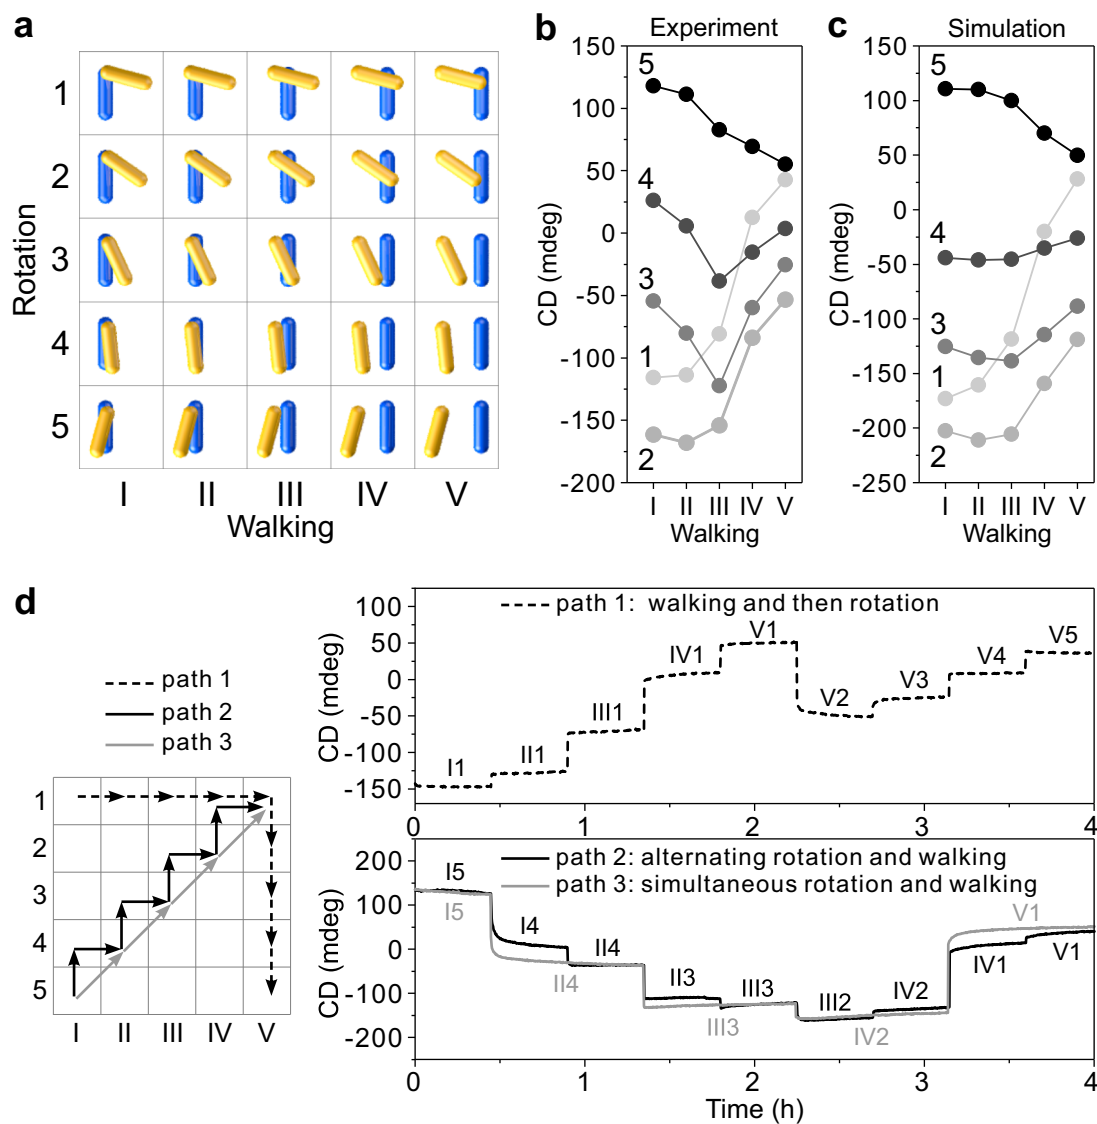 a
1
2
3
4
5
Rotation
I II III IV V
Walking
b
Experiment
150
100
50
0
-50
-100
-150
-200
CD (mdeg)
5
4
3
1
2
I II III IV V
Walking
c
Simulation
150
100
50
0
-50
-100
-150
-200
-250
CD (mdeg)
5
4
3
1
2
I II III IV V
Walking
d
path 1
path 2
path 3
1
2
3
4
5
I II III IV V
100
50
0
-50
-100
-150
CD (mdeg)
path 1: walking and then rotation
I1 II1 III1 IV1 V1 V2 V3 V4 V5
0 1 2 3 4
200
100
0
-100
-200
CD (mdeg)
path 2: alternating rotation and walking
path 3: simultaneous rotation and walking
I5 I4 II4 II3 III3 III2 IV2 IV1 V1
I5 II4 III3 IV2 V1
0 1 2 3 4
Time (h)